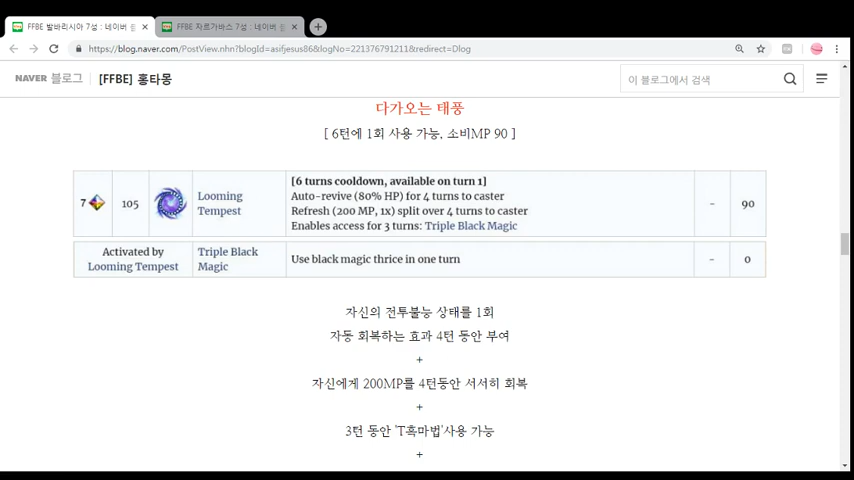 FFBE 발바리시아 7성 : 네이버 블
FFBE 자르가바스 7성 : 네이버 블
https://blog.naver.com/PostView.nhn?blogId=asifjesus86&logNo=221376791211&redirect=Dlog
NAVER 블로그 | [FFBE] 홍타몽
이 블로그에서 검색
다가오는 태풍
[ 6턴에 1회 사용 가능, 소비MP 90 ]
7 105 Looming Tempest
[6 turns cooldown, available on turn 1]
Auto-revive (80% HP) for 4 turns to caster
Refresh (200 MP, 1x) split over 4 turns to caster
Enables access for 3 turns: Triple Black Magic
- 90
Activated by
Looming Tempest
Triple Black
Magic
Use black magic thrice in one turn
- 0
자신의 전투불능 상태를 1회
자동 회복하는 효과 4턴 동안 부여
+
자신에게 200MP를 4턴동안 서서히 회복
+
3턴 동안 'T흑마법'사용 가능
+